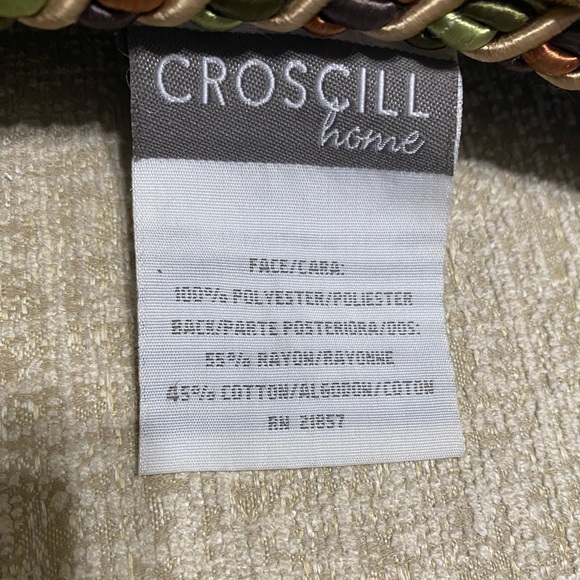 CROSCILL
home
FACE/CARA:
100% POLYESTER/POLIESTER
BACK/PARTE POSTERIORA/DOS:
55% RAYON/RAYONNE
45% COTTON/ALGODON/COTON
RN 21857